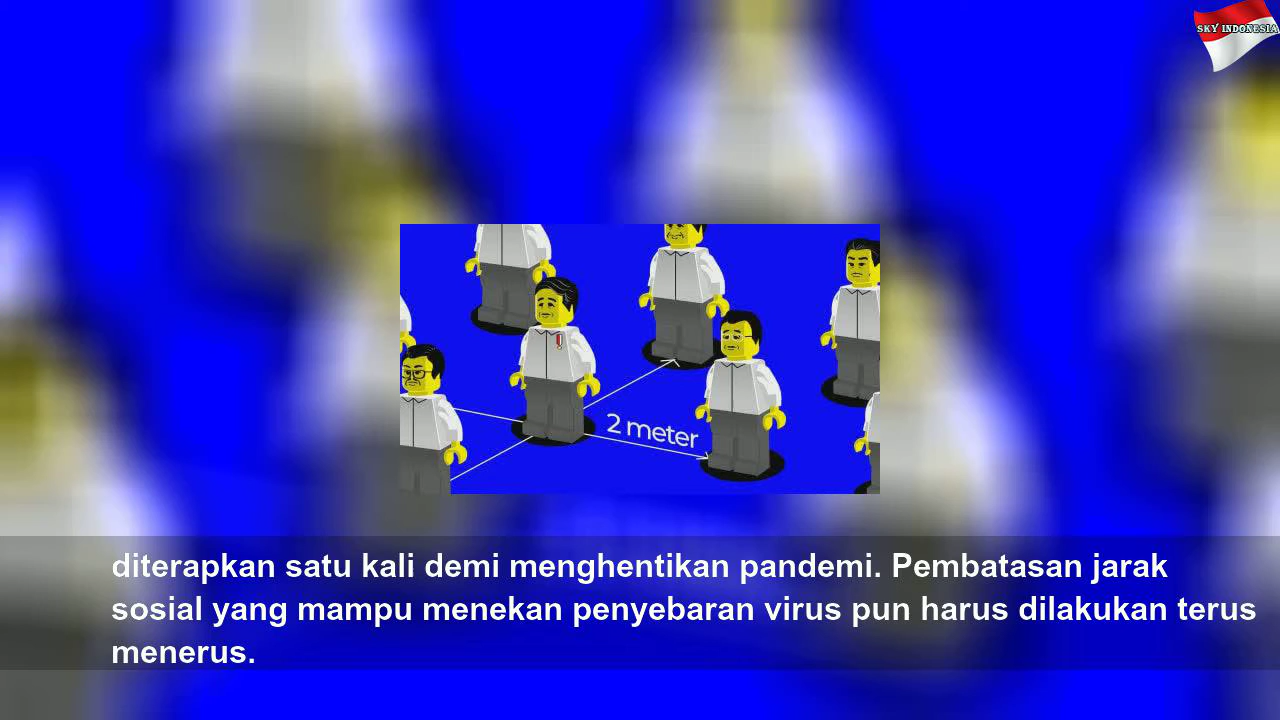 SKY INDONESIA
2 meter
diterapkan satu kali demi menghentikan pandemi. Pembatasan jarak
sosial yang mampu menekan penyebaran virus pun harus dilakukan terus
menerus.